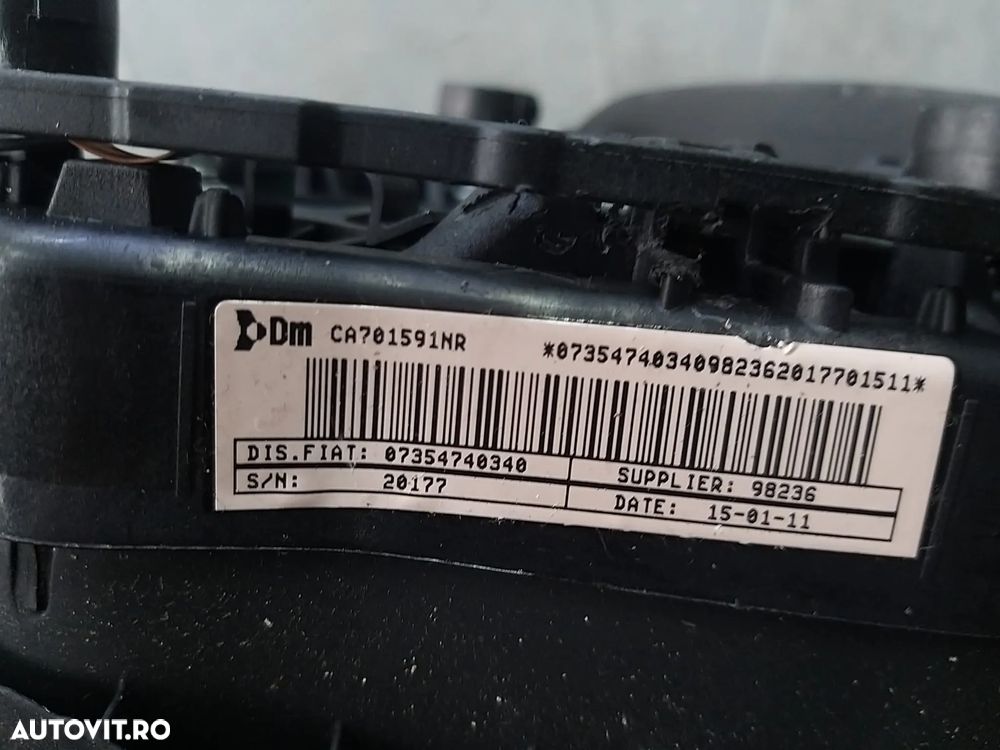 Dm CA701591NR *07354740340982362017701511*
DIS.FIAT: 07354740340 SUPPLIER: 98236
S/N: 20177 DATE: 15-01-11
AUTOVIT.RO